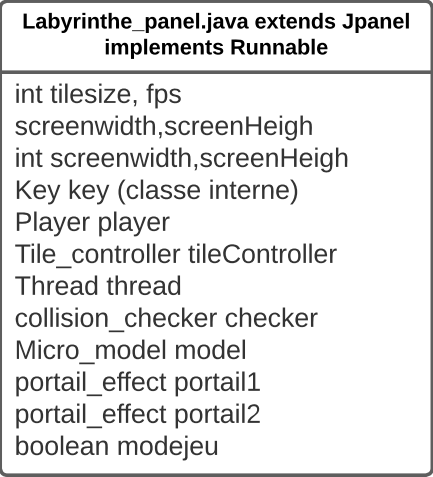 Labyrinthe_panel.java extends Jpanel
implements Runnable
int tilesize, fps
screenwidth,screenHeigh
int screenwidth,screenHeigh
Key key (classe interne)
Player player
Tile_controller tileController
Thread thread
collision_checker checker
Micro_model model
portail_effect portail1
portail_effect portail2
boolean modejeu